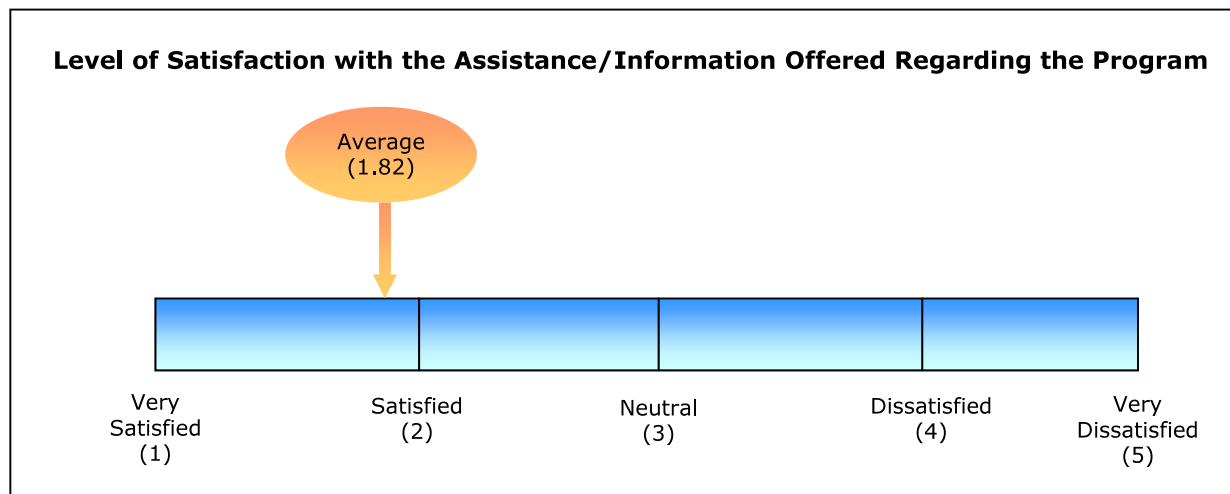 Level of Satisfaction with the Assistance/Information Offered Regarding the Program
Average
(1.82)
Very
Satisfied
(1)
Satisfied
(2)
Neutral
(3)
Dissatisfied
(4)
Very
Dissatisfied
(5)